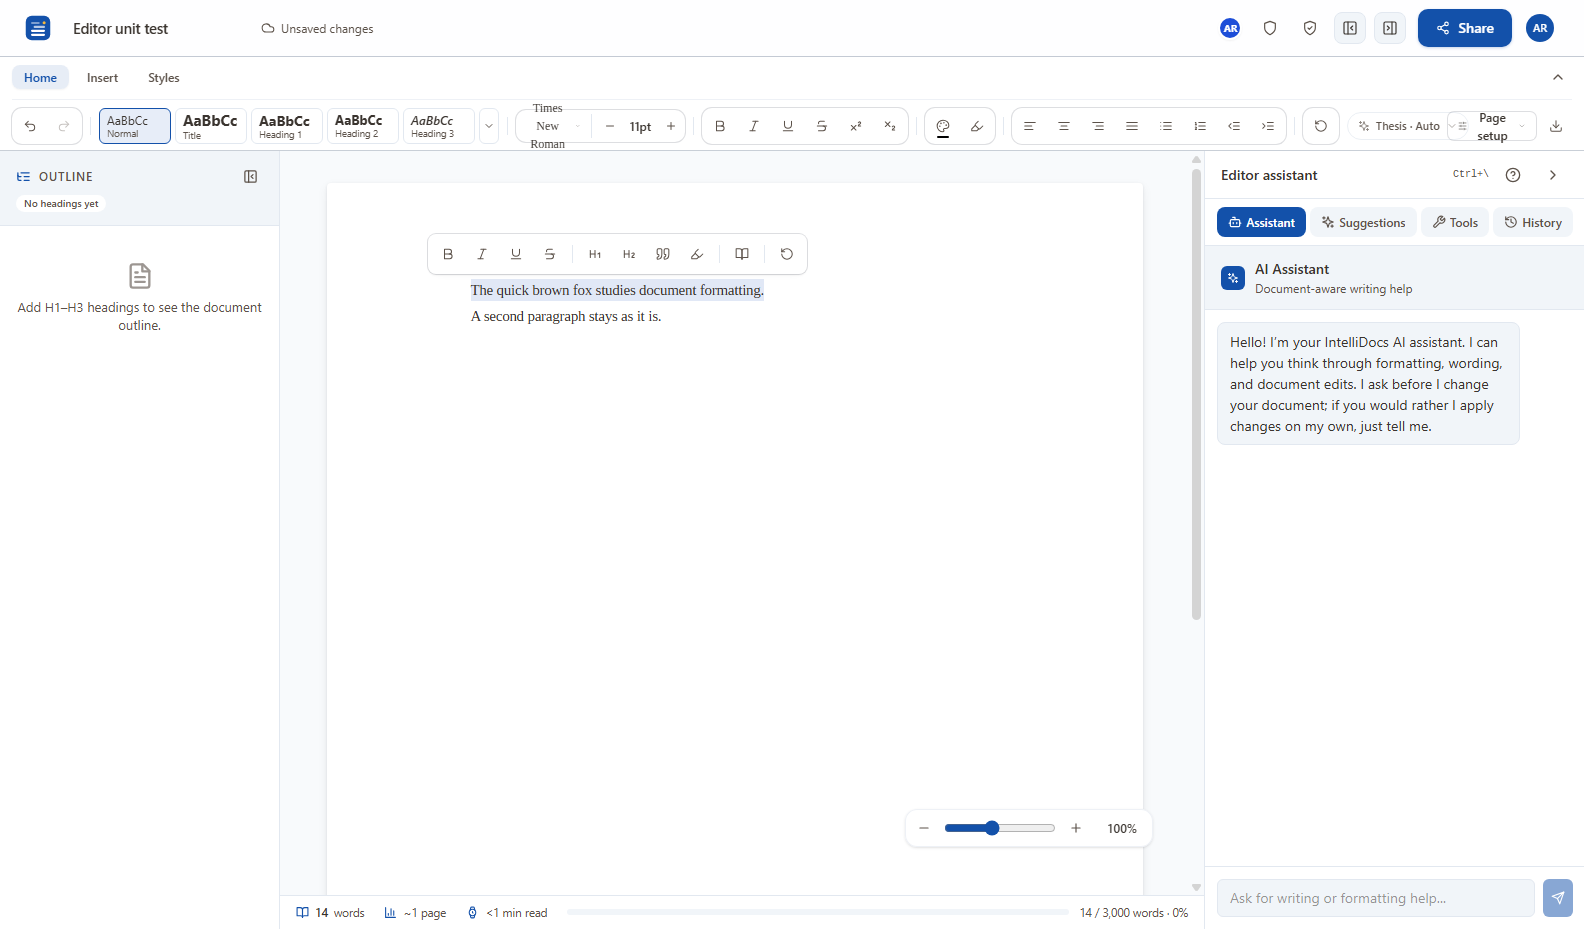 Editor unit test
Unsaved changes
AR
Share
AR
Home
Insert
Styles
AaBbCc
Normal
AaBbCc
Title
AaBbCc
Heading 1
AaBbCc
Heading 2
AaBbCc
Heading 3
Times
New
Roman
11pt
Thesis · Auto
Page
setup
OUTLINE
No headings yet
Add H1–H3 headings to see the document
outline.
H1
H2
The quick brown fox studies document formatting.
A second paragraph stays as it is.
100%
14 words
~1 page
<1 min read
14 / 3,000 words · 0%
Editor assistant
Ctrl+\
Assistant
Suggestions
Tools
History
AI Assistant
Document-aware writing help
Hello! I'm your IntelliDocs AI assistant. I can
help you think through formatting, wording,
and document edits. I ask before I change
your document; if you would rather I apply
changes on my own, just tell me.
Ask for writing or formatting help...